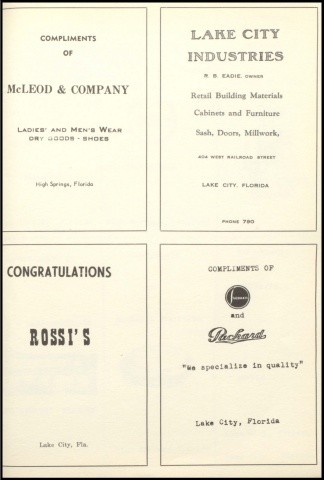 COMPLIMENTS
OF
McLEOD & COMPANY
LADIES' AND MEN'S WEAR
DRY GOODS - SHOES
High Springs, Florida
LAKE CITY
INDUSTRIES
R. B. EADIE, OWNER
Retail Building Materials
Cabinets and Furniture
Sash, Doors, Millwork,
404 WEST RAILROAD STREET
LAKE CITY, FLORIDA
PHONE 790
CONGRATULATIONS
ROSSI'S
Lake City, Fla.
COMPLIMENTS OF
and
Packard
"We specialize in quality"
Lake City, Florida